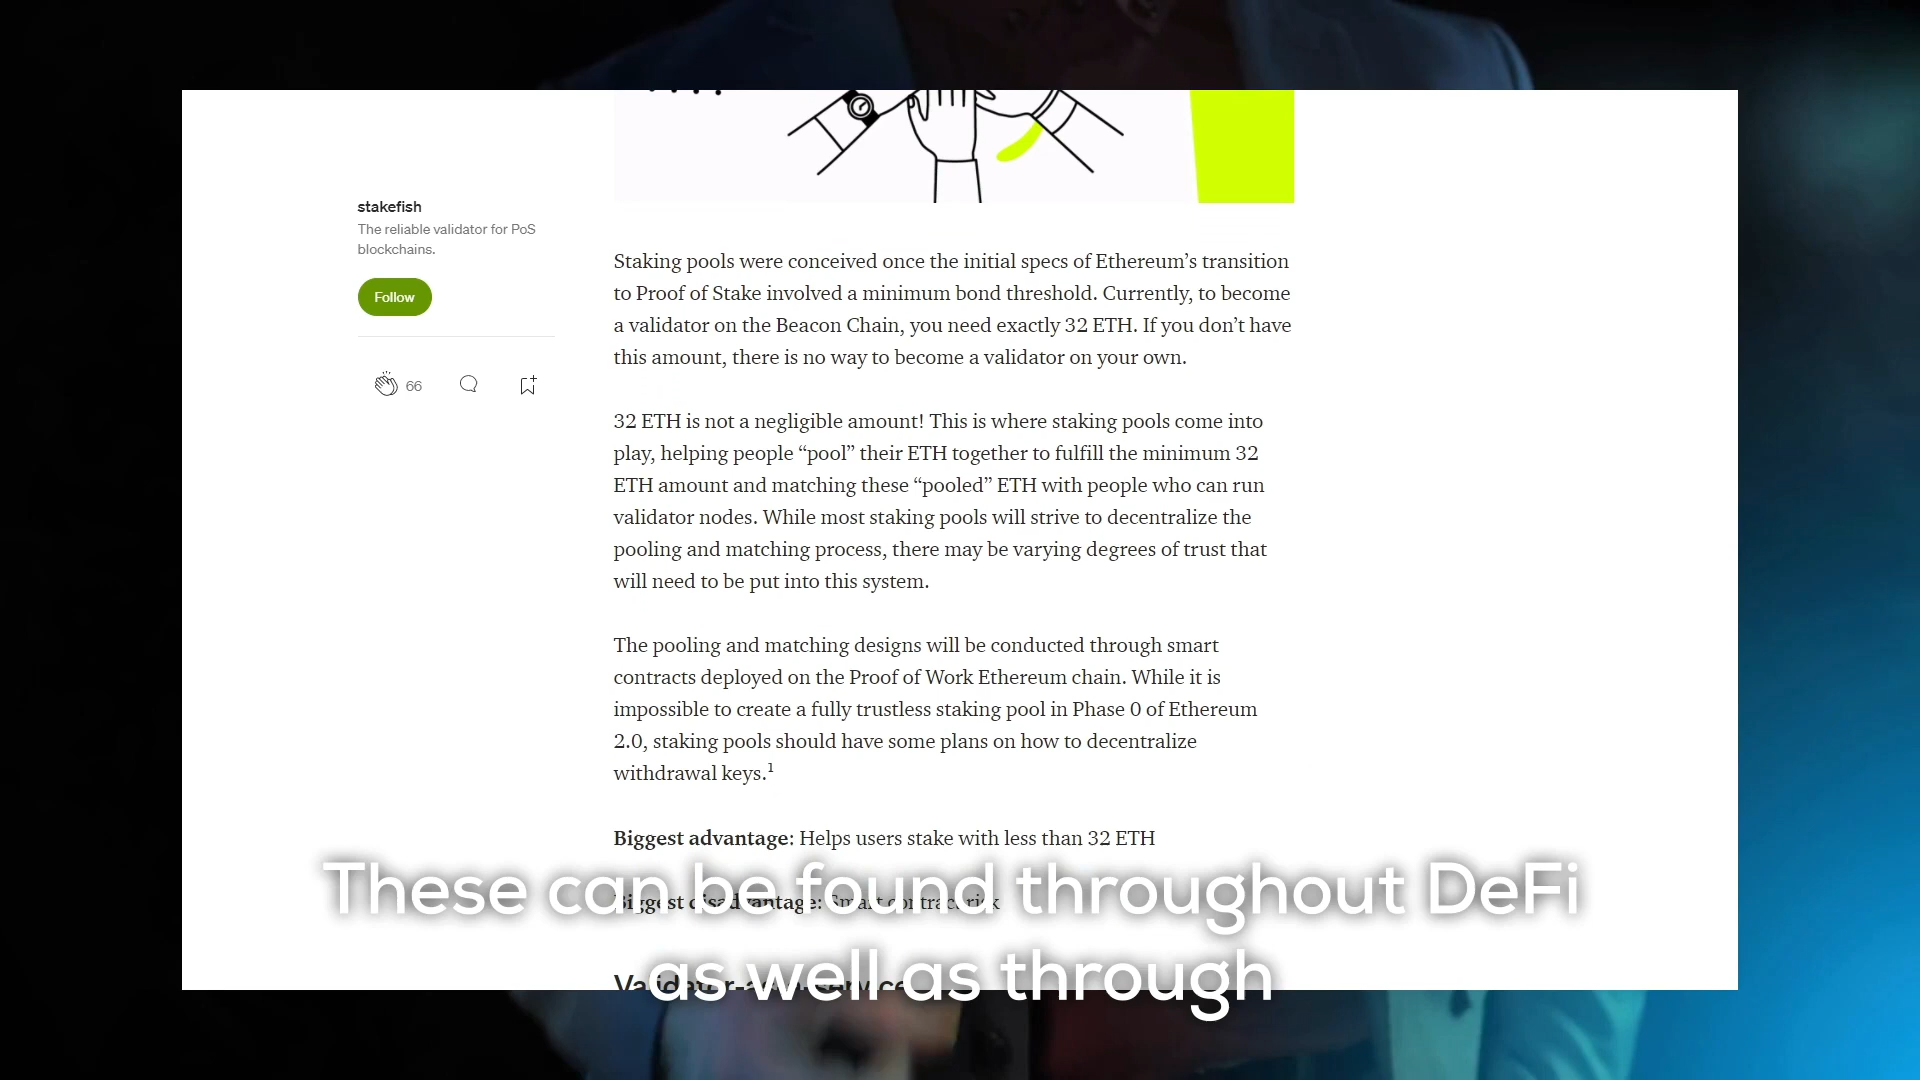 stakefish
The reliable validator for PoS
blockchains.
Follow
66
Staking pools were conceived once the initial specs of Ethereum’s transition
to Proof of Stake involved a minimum bond threshold. Currently, to become
a validator on the Beacon Chain, you need exactly 32 ETH. If you don’t have
this amount, there is no way to become a validator on your own.
32 ETH is not a negligible amount! This is where staking pools come into
play, helping people “pool” their ETH together to fulfill the minimum 32
ETH amount and matching these “pooled” ETH with people who can run
validator nodes. While most staking pools will strive to decentralize the
pooling and matching process, there may be varying degrees of trust that
will need to be put into this system.
The pooling and matching designs will be conducted through smart
contracts deployed on the Proof of Work Ethereum chain. While it is
impossible to create a fully trustless staking pool in Phase 0 of Ethereum
2.0, staking pools should have some plans on how to decentralize
withdrawal keys.¹
Biggest advantage: Helps users stake with less than 32 ETH
Biggest disadvantage: Smart contract risk
Validator-as-a-service
These can be found throughout DeFi
as well as through